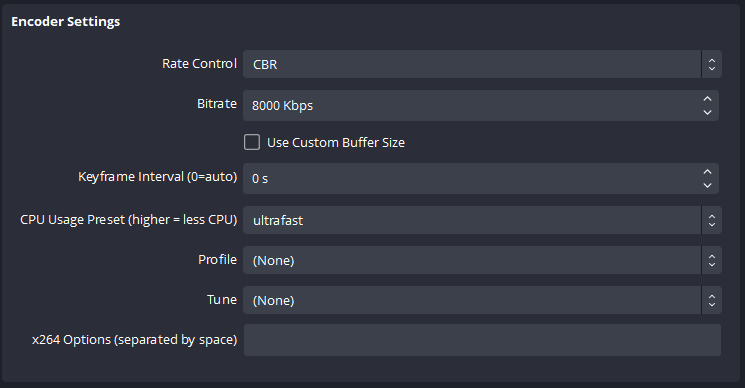 Encoder Settings
Rate Control CBR
Bitrate 8000 Kbps
Use Custom Buffer Size
Keyframe Interval (0=auto) 0 s
CPU Usage Preset (higher = less CPU) ultrafast
Profile (None)
Tune (None)
x264 Options (separated by space)